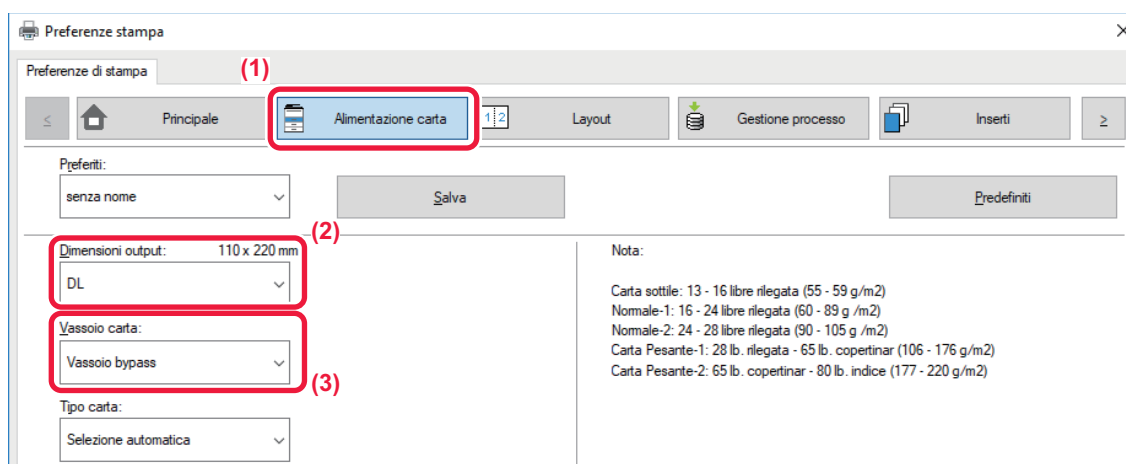 Preferenze stampa
Preferenze di stampa
(1)
<
Principale
Alimentazione carta
1 2
Layout
Gestione processo
Inserti
>
Preferiti:
senza nome
Salva
Predefiniti
(2)
Dimensioni output: 110 x 220 mm
DL
Vassoio carta:
Vassoio bypass
(3)
Tipo carta:
Selezione automatica
Nota:
Carta sottile: 13 - 16 libre rilegata (55 - 59 g/m2)
Normale-1: 16 - 24 libre rilegata (60 - 89 g /m2)
Normale-2: 24 - 28 libre rilegata (90 - 105 g /m2)
Carta Pesante-1: 28 lb. rilegata - 65 lb. copertinar (106 - 176 g/m2)
Carta Pesante-2: 65 lb. copertinar - 80 lb. indice (177 - 220 g/m2)